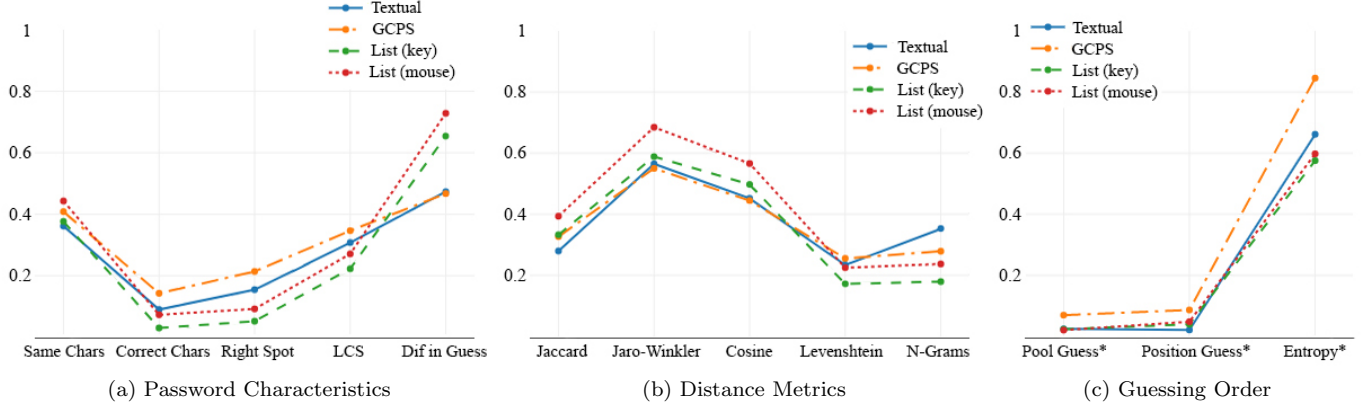 Textual
GCPS
List (key)
List (mouse)
1
0.8
0.6
0.4
0.2
Same Chars Correct Chars Right Spot LCS Dif in Guess
(a) Password Characteristics
Textual
GCPS
List (key)
List (mouse)
1
0.8
0.6
0.4
0.2
Jaccard Jaro-Winkler Cosine Levenshtein N-Grams
(b) Distance Metrics
Textual
GCPS
List (key)
List (mouse)
1
0.8
0.6
0.4
0.2
Pool Guess* Position Guess* Entropy*
(c) Guessing Order